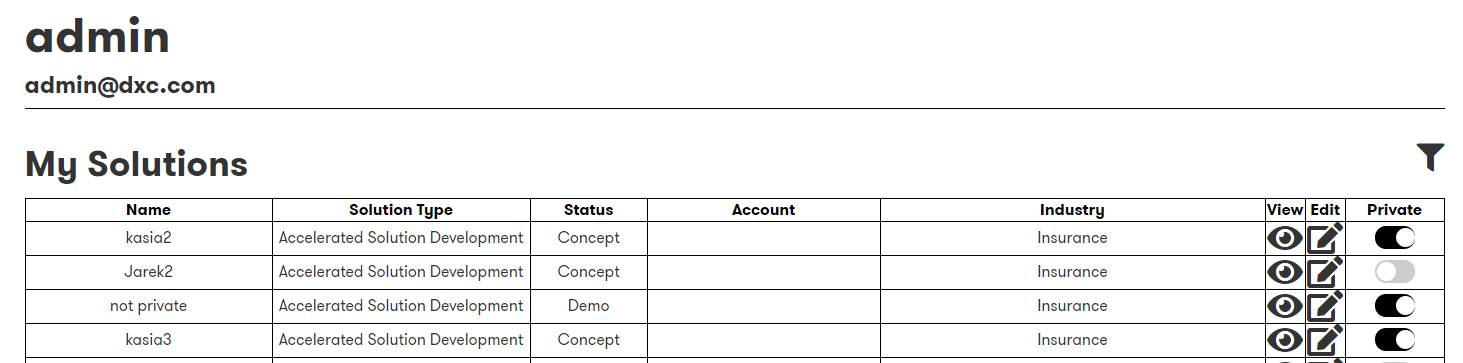 admin
admin@dxc.com
My Solutions
Name Solution Type Status Account Industry View Edit Private
kasia2 Accelerated Solution Development Concept Insurance
Jarek2 Accelerated Solution Development Concept Insurance
not private Accelerated Solution Development Demo Insurance
kasia3 Accelerated Solution Development Concept Insurance